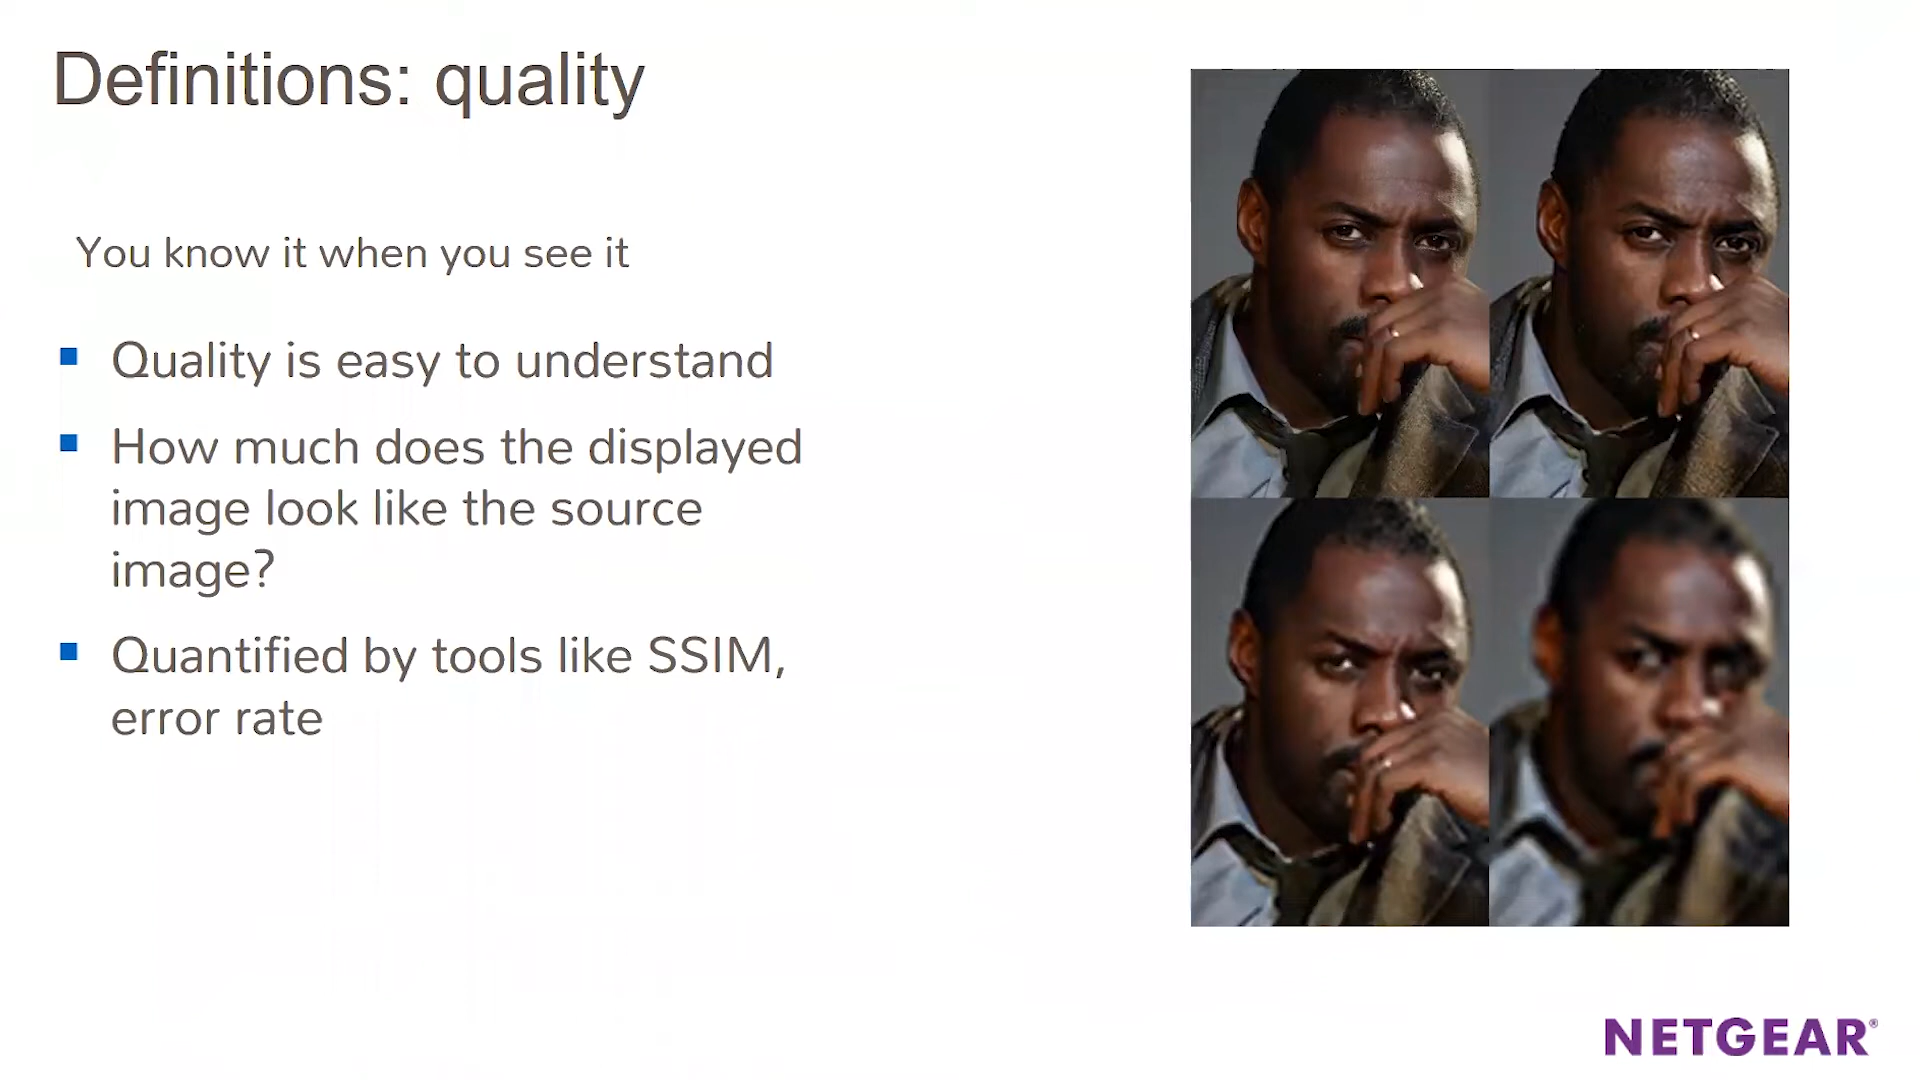 Definitions: quality
You know it when you see it
Quality is easy to understand
How much does the displayed
image look like the source
image?
Quantified by tools like SSIM,
error rate
NETGEAR®